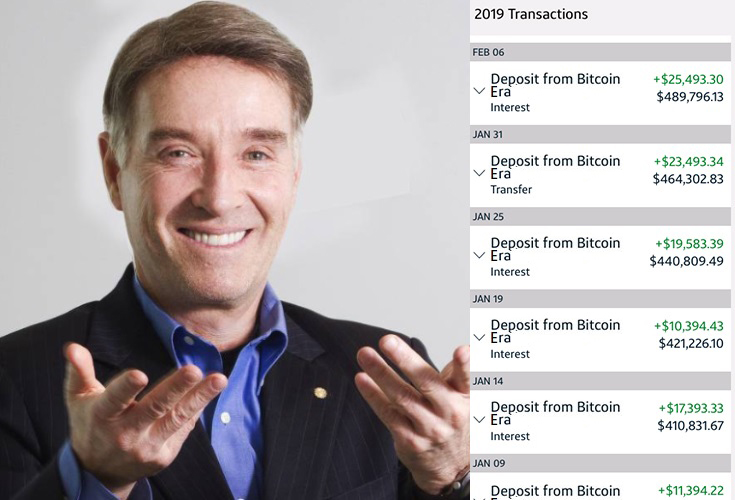 2019 Transactions
FEB 06
Deposit from Bitcoin +$25,493.30
Era $489,796.13
Interest
JAN 31
Deposit from Bitcoin +$23,493.34
Era $464,302.83
Transfer
JAN 25
Deposit from Bitcoin +$19,583.39
Era $440,809.49
Interest
JAN 19
Deposit from Bitcoin +$10,394.43
Era $421,226.10
Interest
JAN 14
Deposit from Bitcoin +$17,393.33
Era $410,831.67
Interest
JAN 09
Deposit from Bitcoin +$11,394.22